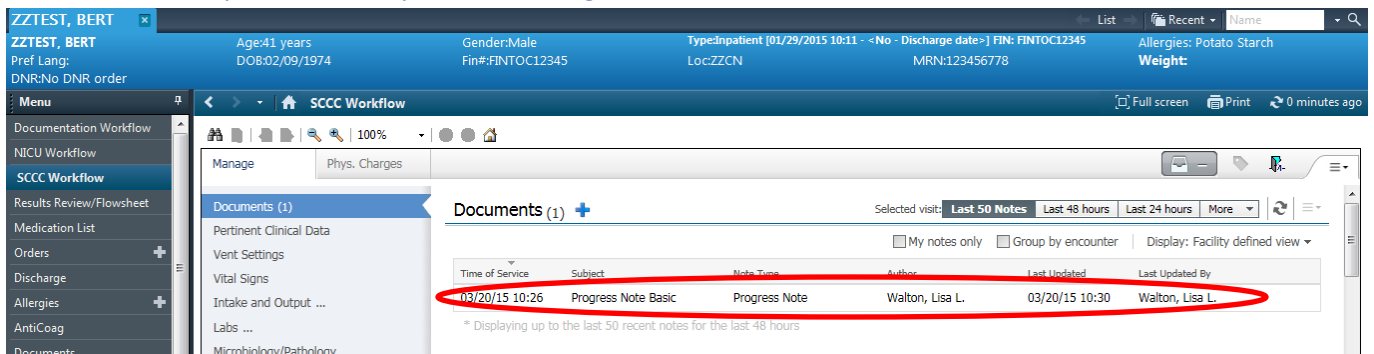 ZZTEST, BERT
List Recent Name
ZZTEST, BERT Age:41 years Gender:Male Type:Inpatient [01/29/2015 10:11 - <No - Discharge date>] FIN: FINTOC12345 Allergies: Potato Starch
Pref Lang: DOB:02/09/1974 Fin#:FINTOC12345 Loc:ZZCN MRN:123456778 Weight:
DNR:No DNR order
Menu SCCC Workflow Full screen Print 0 minutes ago
Documentation Workflow
NICU Workflow
SCCC Workflow
Results Review/Flowsheet
Medication List
Orders
Discharge
Allergies
AntiCoag
Documents
100%
Manage Phys. Charges
Documents (1)
Pertinent Clinical Data
Vent Settings
Vital Signs
Intake and Output ...
Labs ...
Microbiology/Pathology
Documents (1) Selected visit: Last 50 Notes Last 48 hours Last 24 hours More
My notes only Group by encounter Display: Facility defined view
Time of Service Subject Note Type Author Last Updated Last Updated By
03/20/15 10:26 Progress Note Basic Progress Note Walton, Lisa L. 03/20/15 10:30 Walton, Lisa L.
* Displaying up to the last 50 recent notes for the last 48 hours